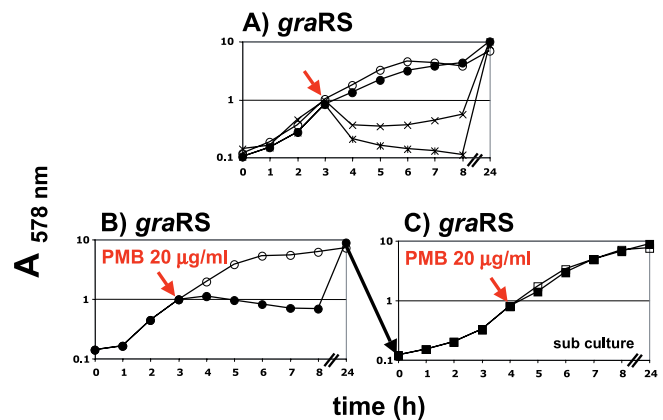 A) graRS
10
1
0.1
0 1 2 3 4 5 6 7 8 24
A 578 nm
B) graRS
C) graRS
10
1
0.1
PMB 20 µg/ml
0 1 2 3 4 5 6 7 8 24
10
1
0.1
PMB 20 µg/ml
sub culture
0 1 2 3 4 5 6 7 8 24
time (h)